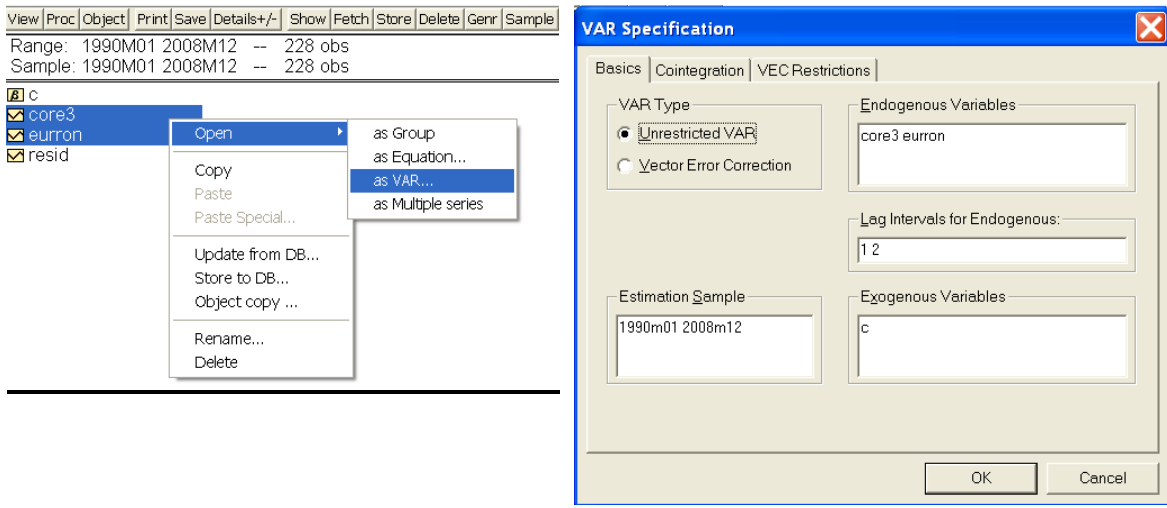 View Proc Object Print Save Details+/- Show Fetch Store Delete Genr Sample
Range: 1990M01 2008M12 -- 228 obs
Sample: 1990M01 2008M12 -- 228 obs
β c
core3
eurron
resid
Open
Copy
Paste
Paste Special...
Update from DB...
Store to DB...
Object copy ...
Rename...
Delete
as Group
as Equation...
as VAR...
as Multiple series
VAR Specification
Basics Cointegration VEC Restrictions
VAR Type
Unrestricted VAR
Vector Error Correction
Endogenous Variables
core3 eurron
Lag Intervals for Endogenous:
1 2
Estimation Sample
1990m01 2008m12
Exogenous Variables
c
OK Cancel